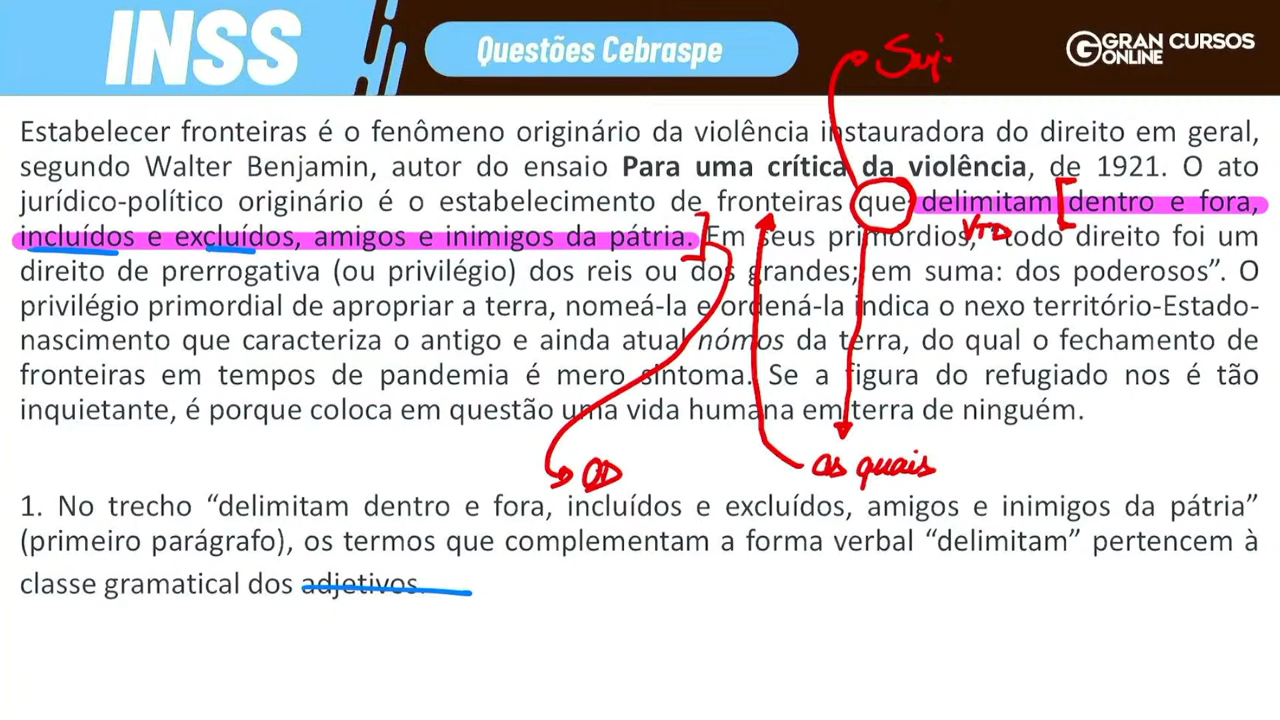 INSS
Questões Cebraspe
GRAN CURSOS
ONLINE
Suj.
Estabelecer fronteiras é o fenômeno originário da violência instauradora do direito em geral,
segundo Walter Benjamin, autor do ensaio Para uma crítica da violência, de 1921. O ato
jurídico-político originário é o estabelecimento de fronteiras que delimitam dentro e fora,
VTD
incluídos e excluídos, amigos e inimigos da pátria. Em seus primórdios, “todo direito foi um
direito de prerrogativa (ou privilégio) dos reis ou dos grandes; em suma: dos poderosos”. O
privilégio primordial de apropriar a terra, nomeá-la e ordená-la indica o nexo território-Estado-
nascimento que caracteriza o antigo e ainda atual nómos da terra, do qual o fechamento de
fronteiras em tempos de pandemia é mero sintoma. Se a figura do refugiado nos é tão
inquietante, é porque coloca em questão uma vida humana em terra de ninguém.
OD
as quais
1. No trecho “delimitam dentro e fora, incluídos e excluídos, amigos e inimigos da pátria”
(primeiro parágrafo), os termos que complementam a forma verbal “delimitam” pertencem à
classe gramatical dos adjetivos.